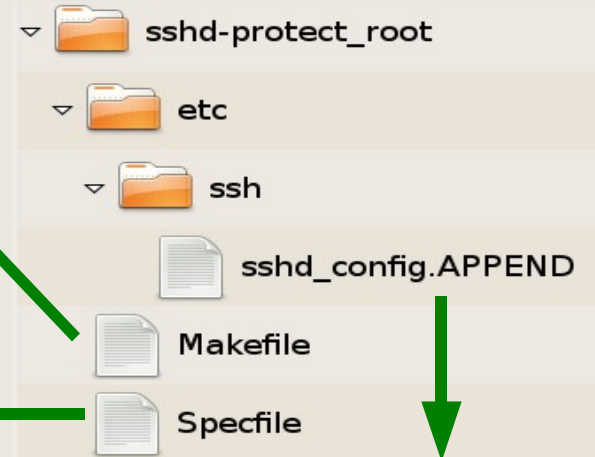 sshd-protect_root
etc
ssh
sshd_config.APPEND
Makefile
Specfile